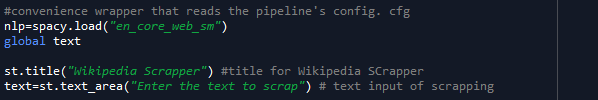 #convenience wrapper that reads the pipeline's config. cfg
nlp=spacy.load("en_core_web_sm")
global text
st.title("Wikipedia Scrapper") #title for Wikipedia SCrapper
text=st.text_area("Enter the text to scrap") # text input of scrapping